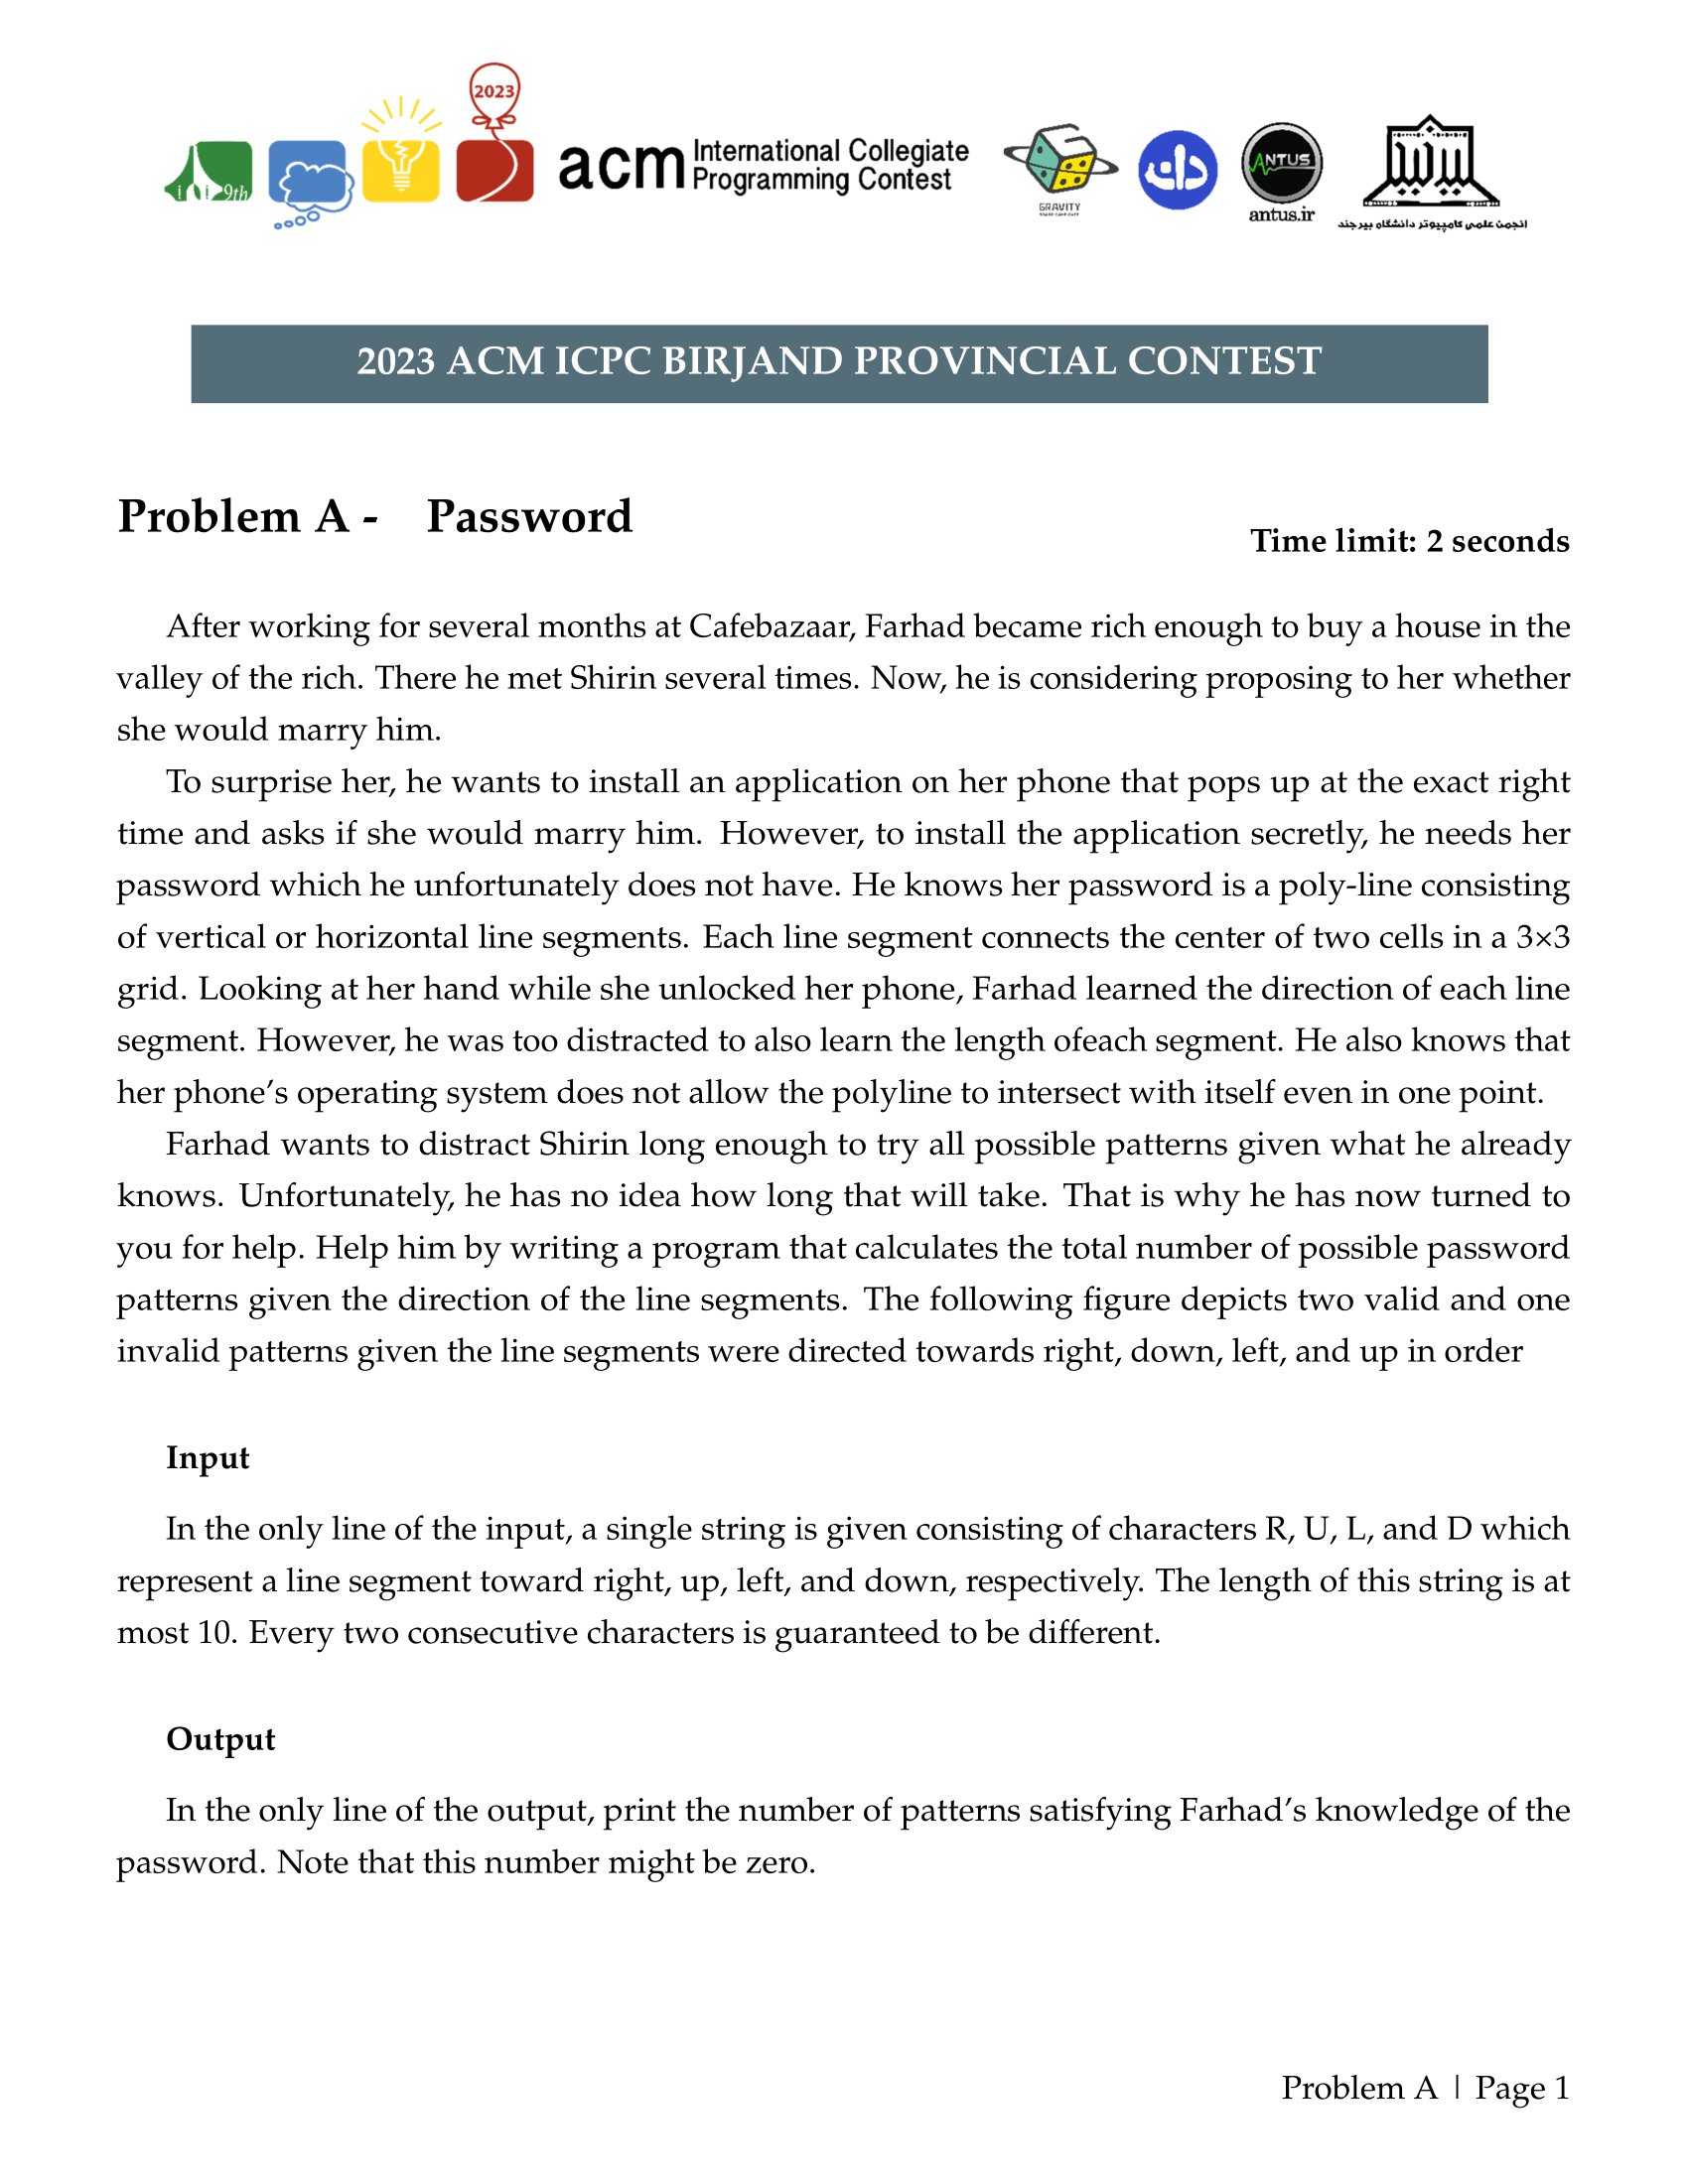 2023
i c i 9th
acm International Collegiate
Programming Contest
GRAVITY
دان
ANTUS
antus.ir
انجمن علمی کامپیوتر دانشگاه بیرجند
2023 ACM ICPC BIRJAND PROVINCIAL CONTEST
Problem A - Password
Time limit: 2 seconds
After working for several months at Cafebazaar, Farhad became rich enough to buy a house in the
valley of the rich. There he met Shirin several times. Now, he is considering proposing to her whether
she would marry him.
To surprise her, he wants to install an application on her phone that pops up at the exact right
time and asks if she would marry him. However, to install the application secretly, he needs her
password which he unfortunately does not have. He knows her password is a poly-line consisting
of vertical or horizontal line segments. Each line segment connects the center of two cells in a 3×3
grid. Looking at her hand while she unlocked her phone, Farhad learned the direction of each line
segment. However, he was too distracted to also learn the length ofeach segment. He also knows that
her phone's operating system does not allow the polyline to intersect with itself even in one point.
Farhad wants to distract Shirin long enough to try all possible patterns given what he already
knows. Unfortunately, he has no idea how long that will take. That is why he has now turned to
you for help. Help him by writing a program that calculates the total number of possible password
patterns given the direction of the line segments. The following figure depicts two valid and one
invalid patterns given the line segments were directed towards right, down, left, and up in order
Input
In the only line of the input, a single string is given consisting of characters R, U, L, and D which
represent a line segment toward right, up, left, and down, respectively. The length of this string is at
most 10. Every two consecutive characters is guaranteed to be different.
Output
In the only line of the output, print the number of patterns satisfying Farhad's knowledge of the
password. Note that this number might be zero.
Problem A | Page 1